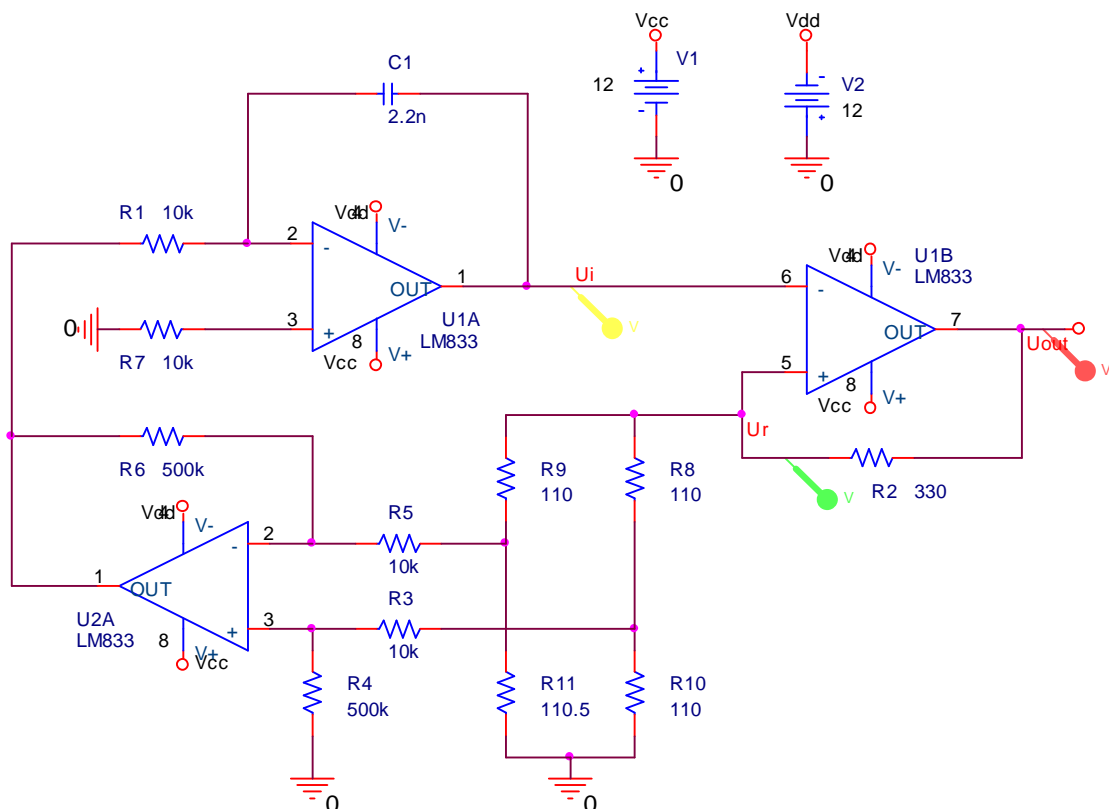 Vcc
Vdd
C1
V1
V2
12
12
+
-
-
+
2.2n
0
0
R1 10k
Vdd
4
V-
2
-
OUT
1
Ui
U1A
LM833
3
+
8
V+
Vcc
0
R7
10k
U1B
LM833
Vdd
4
V-
6
-
OUT
7
Uout
5
+
8
V+
Vcc
V
V
V
Ur
R2 330
R6 500k
R9
110
R8
110
Vdd
4
V-
2
-
R5
10k
1
OUT
U2A
LM833
3
+
8
V+
Vcc
R3
10k
R4
500k
R11
110.5
R10
110
0
0